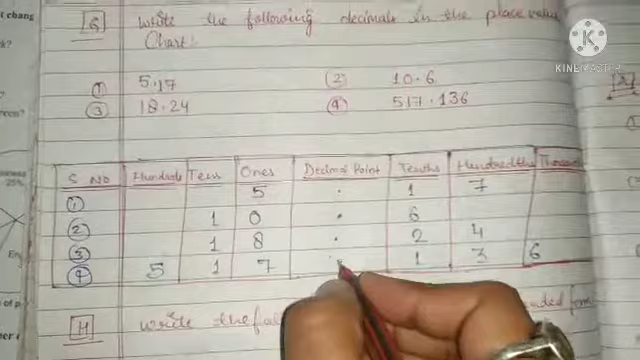 t chang
G write the following decimals in the place value
Chart.
K
KINEMASTER
① 5.17 ② 10.6
③ 18.24 ④ 517.136
S NO Hundreds Tens Ones Decimal Point Tenths Hundredths
① 5 . 1 7
② 1 0 . 6
③ 1 8 . 2 4
④ 5 1 7 . 1 3 6
25%
H write the